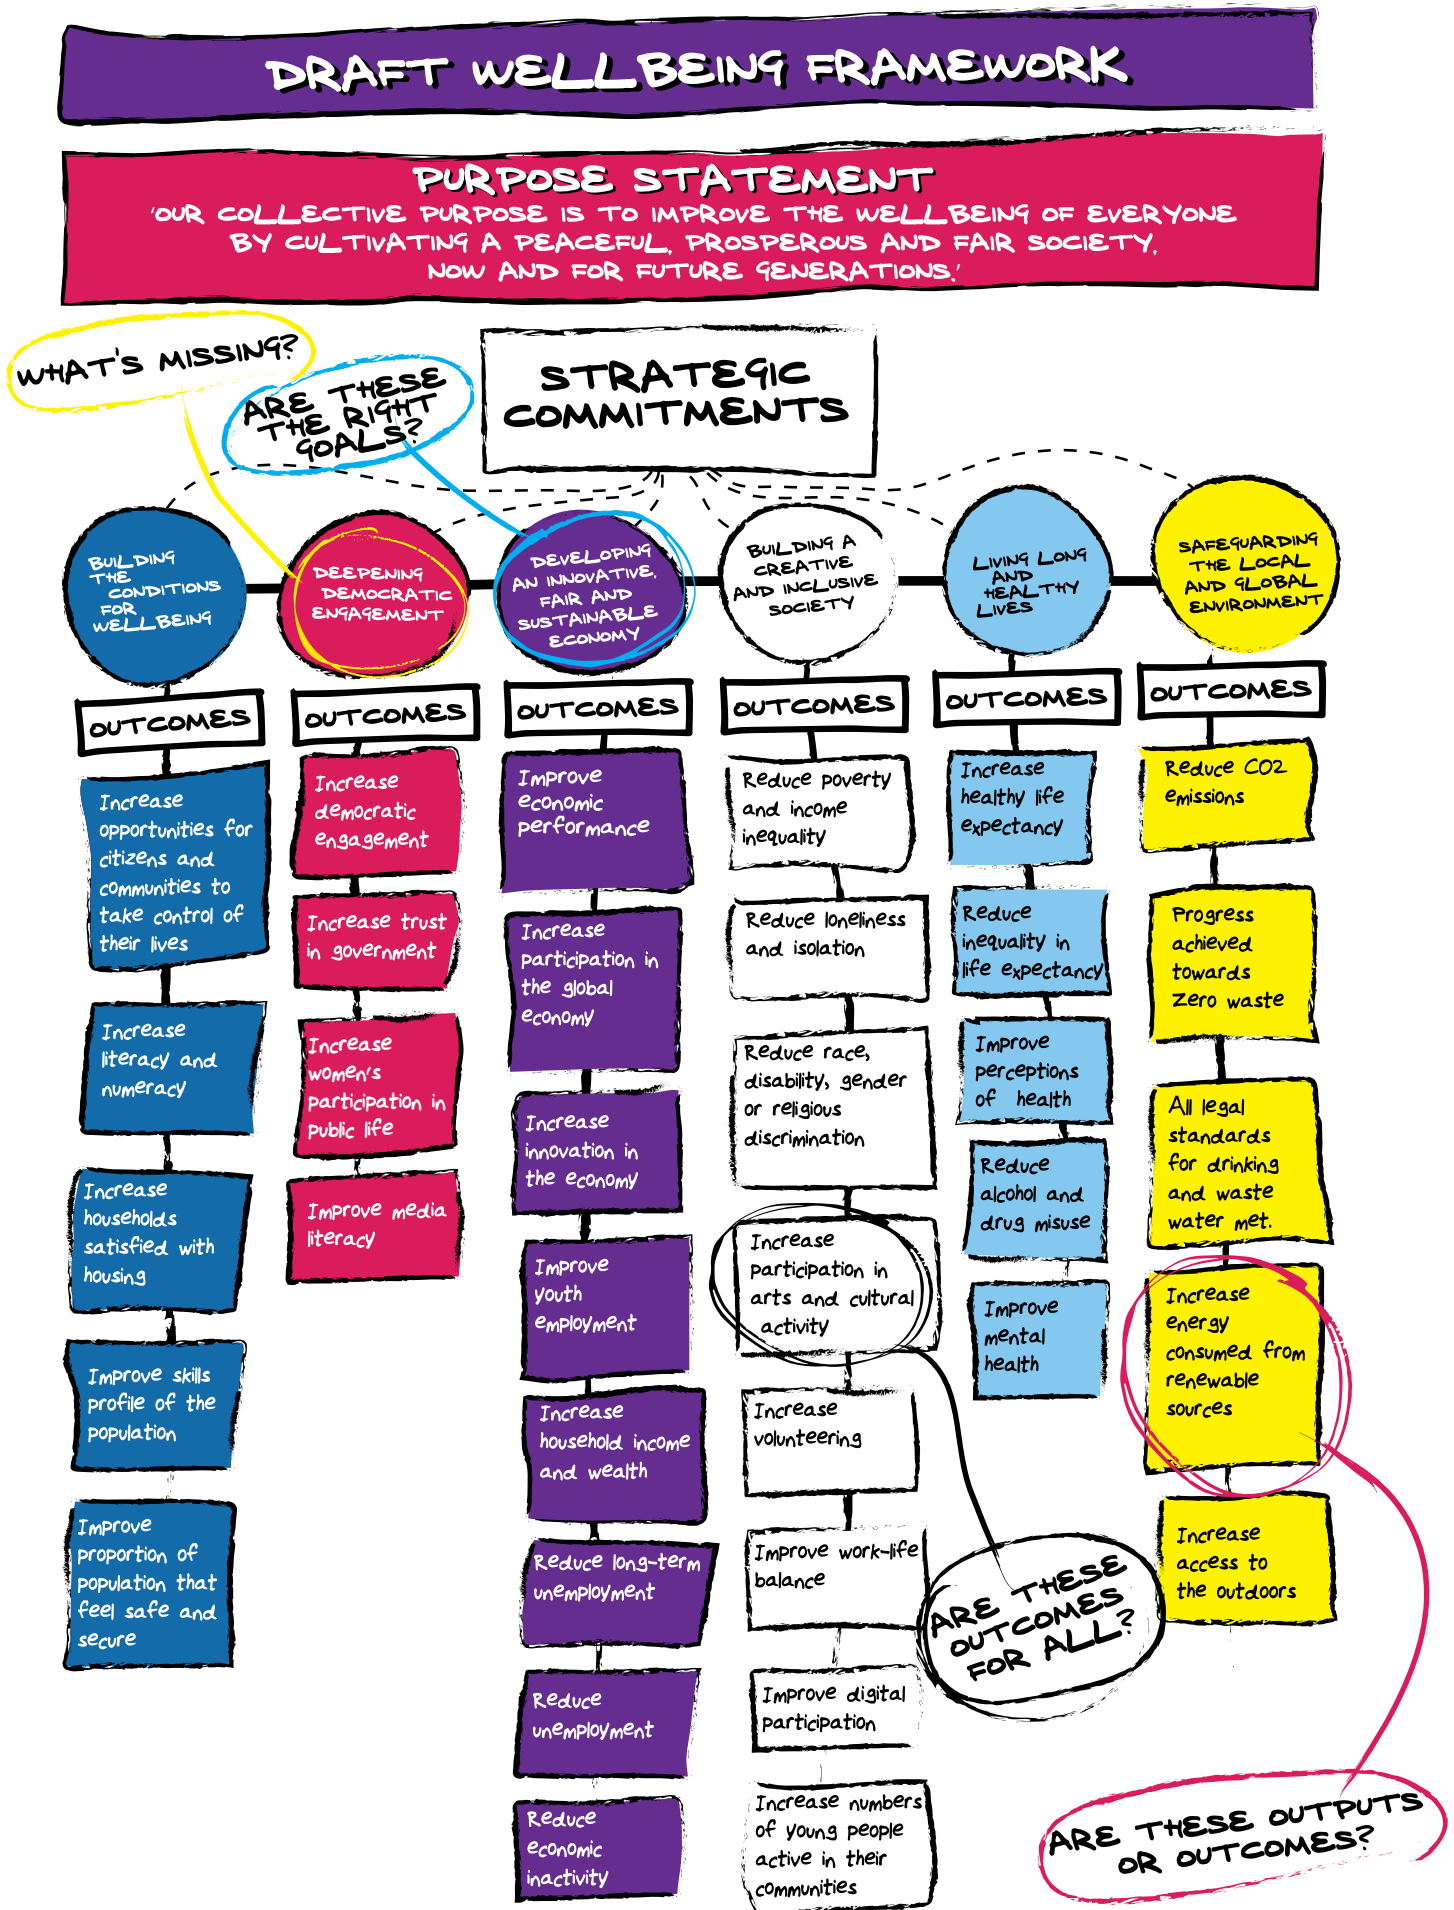 DRAFT WELLBEING FRAMEWORK
PURPOSE STATEMENT
'OUR COLLECTIVE PURPOSE IS TO IMPROVE THE WELLBEING OF EVERYONE
BY CULTIVATING A PEACEFUL, PROSPEROUS AND FAIR SOCIETY,
NOW AND FOR FUTURE GENERATIONS.'
WHAT'S MISSING?
ARE THESE
THE RIGHT
GOALS?
STRATEGIC
COMMITMENTS
BUILDING
THE
CONDITIONS
FOR
WELLBEING
OUTCOMES
Increase
opportunities for
citizens and
communities to
take control of
their lives
Increase
literacy and
numeracy
Increase
households
satisfied with
housing
Improve skills
profile of the
population
Improve
proportion of
population that
feel safe and
secure
DEEPENING
DEMOCRATIC
ENGAGEMENT
OUTCOMES
Increase
democratic
engagement
Increase trust
in government
Increase
women's
participation in
public life
Improve media
literacy
DEVELOPING
AN INNOVATIVE,
FAIR AND
SUSTAINABLE
ECONOMY
OUTCOMES
Improve
economic
performance
Increase
participation in
the global
economy
Increase
innovation in
the economy
Improve
youth
employment
Increase
household income
and wealth
Reduce long-term
unemployment
Reduce
unemployment
Reduce
economic
inactivity
BUILDING A
CREATIVE
AND INCLUSIVE
SOCIETY
OUTCOMES
Reduce poverty
and income
inequality
Reduce loneliness
and isolation
Reduce race,
disability, gender
or religious
discrimination
Increase
participation in
arts and cultural
activity
Increase
volunteering
Improve work-life
balance
Improve digital
participation
Increase numbers
of young people
active in their
communities
LIVING LONG
AND
HEALTHY
LIVES
OUTCOMES
Increase
healthy life
expectancy
Reduce
inequality in
life expectancy
Improve
perceptions
of health
Reduce
alcohol and
drug misuse
Improve
mental
health
ARE THESE
OUTCOMES
FOR ALL?
SAFEGUARDING
THE LOCAL
AND GLOBAL
ENVIRONMENT
OUTCOMES
Reduce CO2
emissions
Progress
achieved
towards
Zero waste
All legal
standards
for drinking
and waste
water met.
Increase
energy
consumed from
renewable
sources
Increase
access to
the outdoors
ARE THESE OUTPUTS
OR OUTCOMES?